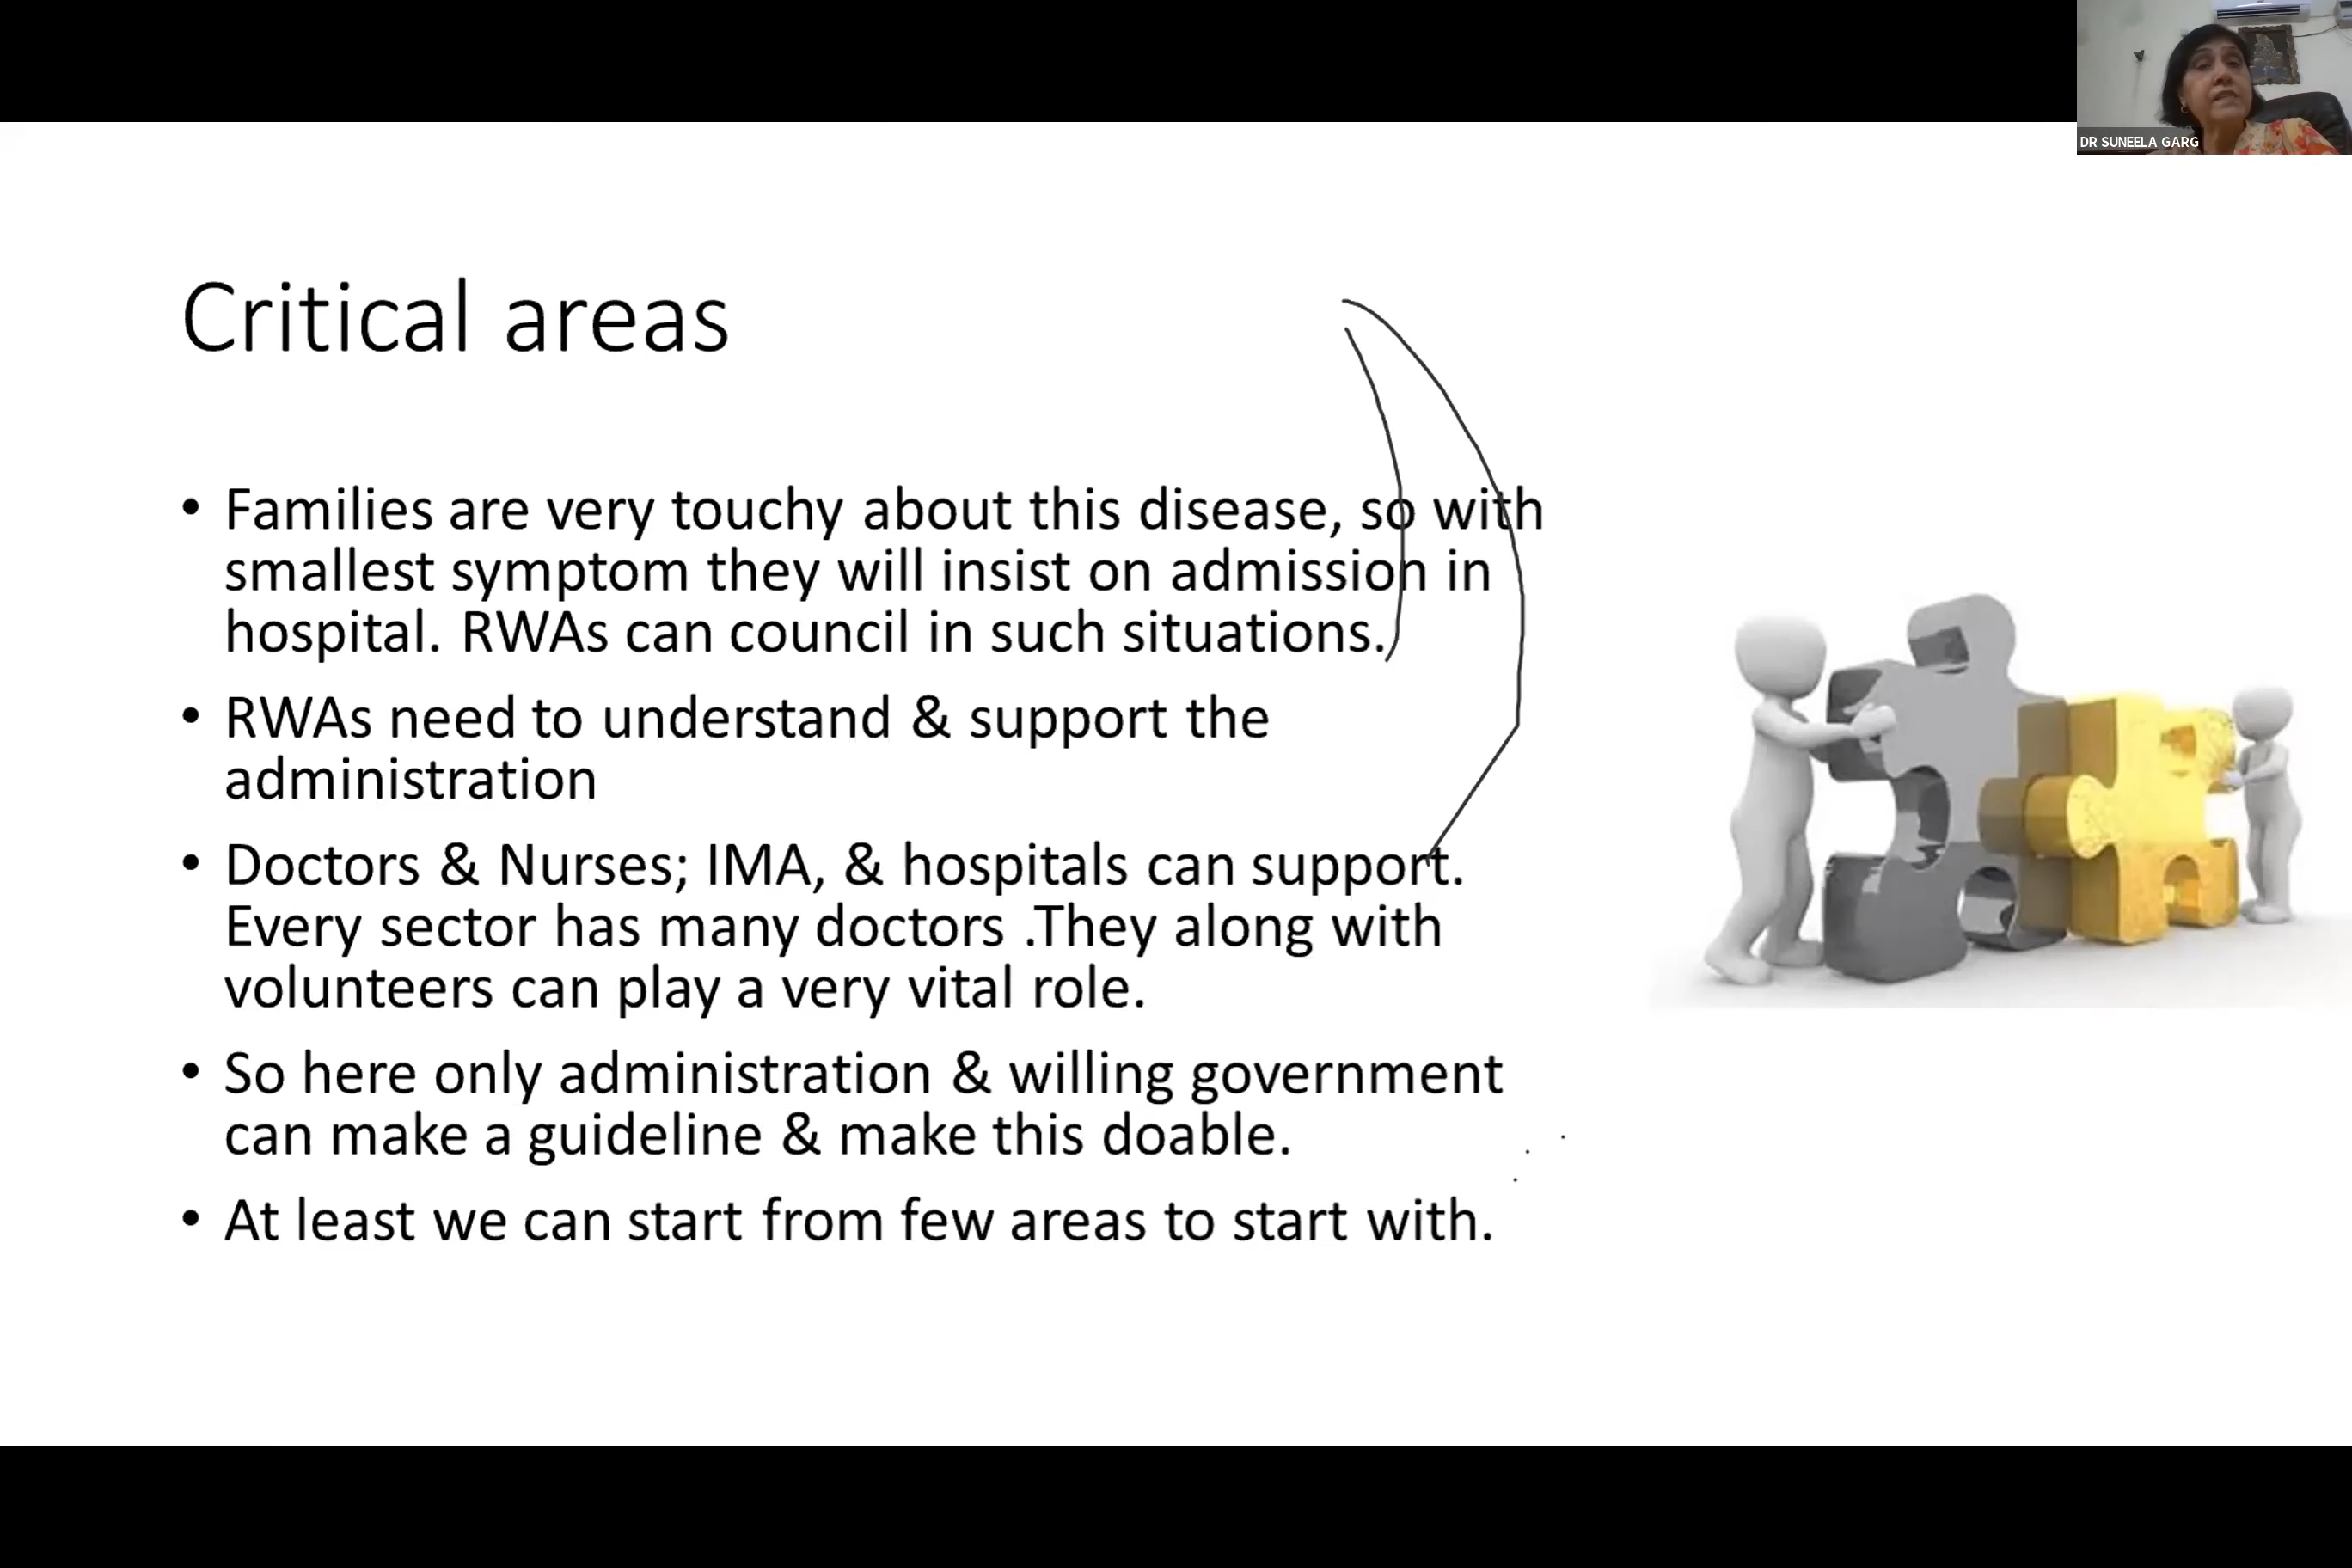 DR SUNEELA GARG
Critical areas
• Families are very touchy about this disease, so with
smallest symptom they will insist on admission in
hospital. RWAs can council in such situations.
• RWAs need to understand & support the
administration
• Doctors & Nurses; IMA, & hospitals can support.
Every sector has many doctors .They along with
volunteers can play a very vital role.
• So here only administration & willing government
can make a guideline & make this doable.
• At least we can start from few areas to start with.